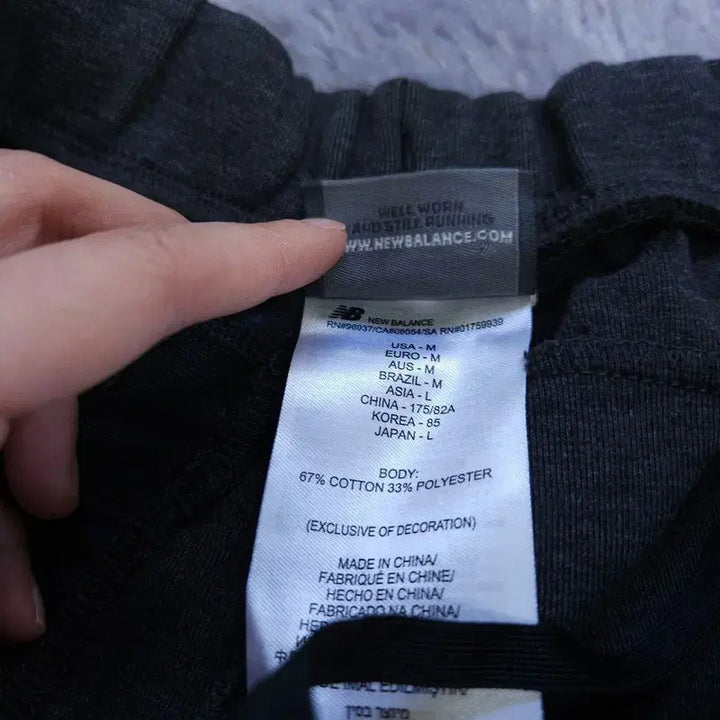 WELL WORN
AND STILL RUNNING
WWW.NEWBALANCE.COM
NB NEW BALANCE
RN#96937/CA#08054/SA RN#01759939
USA - M
EURO - M
AUS - M
BRAZIL - M
ASIA - L
CHINA - 175/82A
KOREA - 85
JAPAN - L
BODY:
67% COTTON 33% POLYESTER
(EXCLUSIVE OF DECORATION)
MADE IN CHINA/
FABRIQUÉ EN CHINE/
HECHO EN CHINA/
FABRICADO NA CHINA/